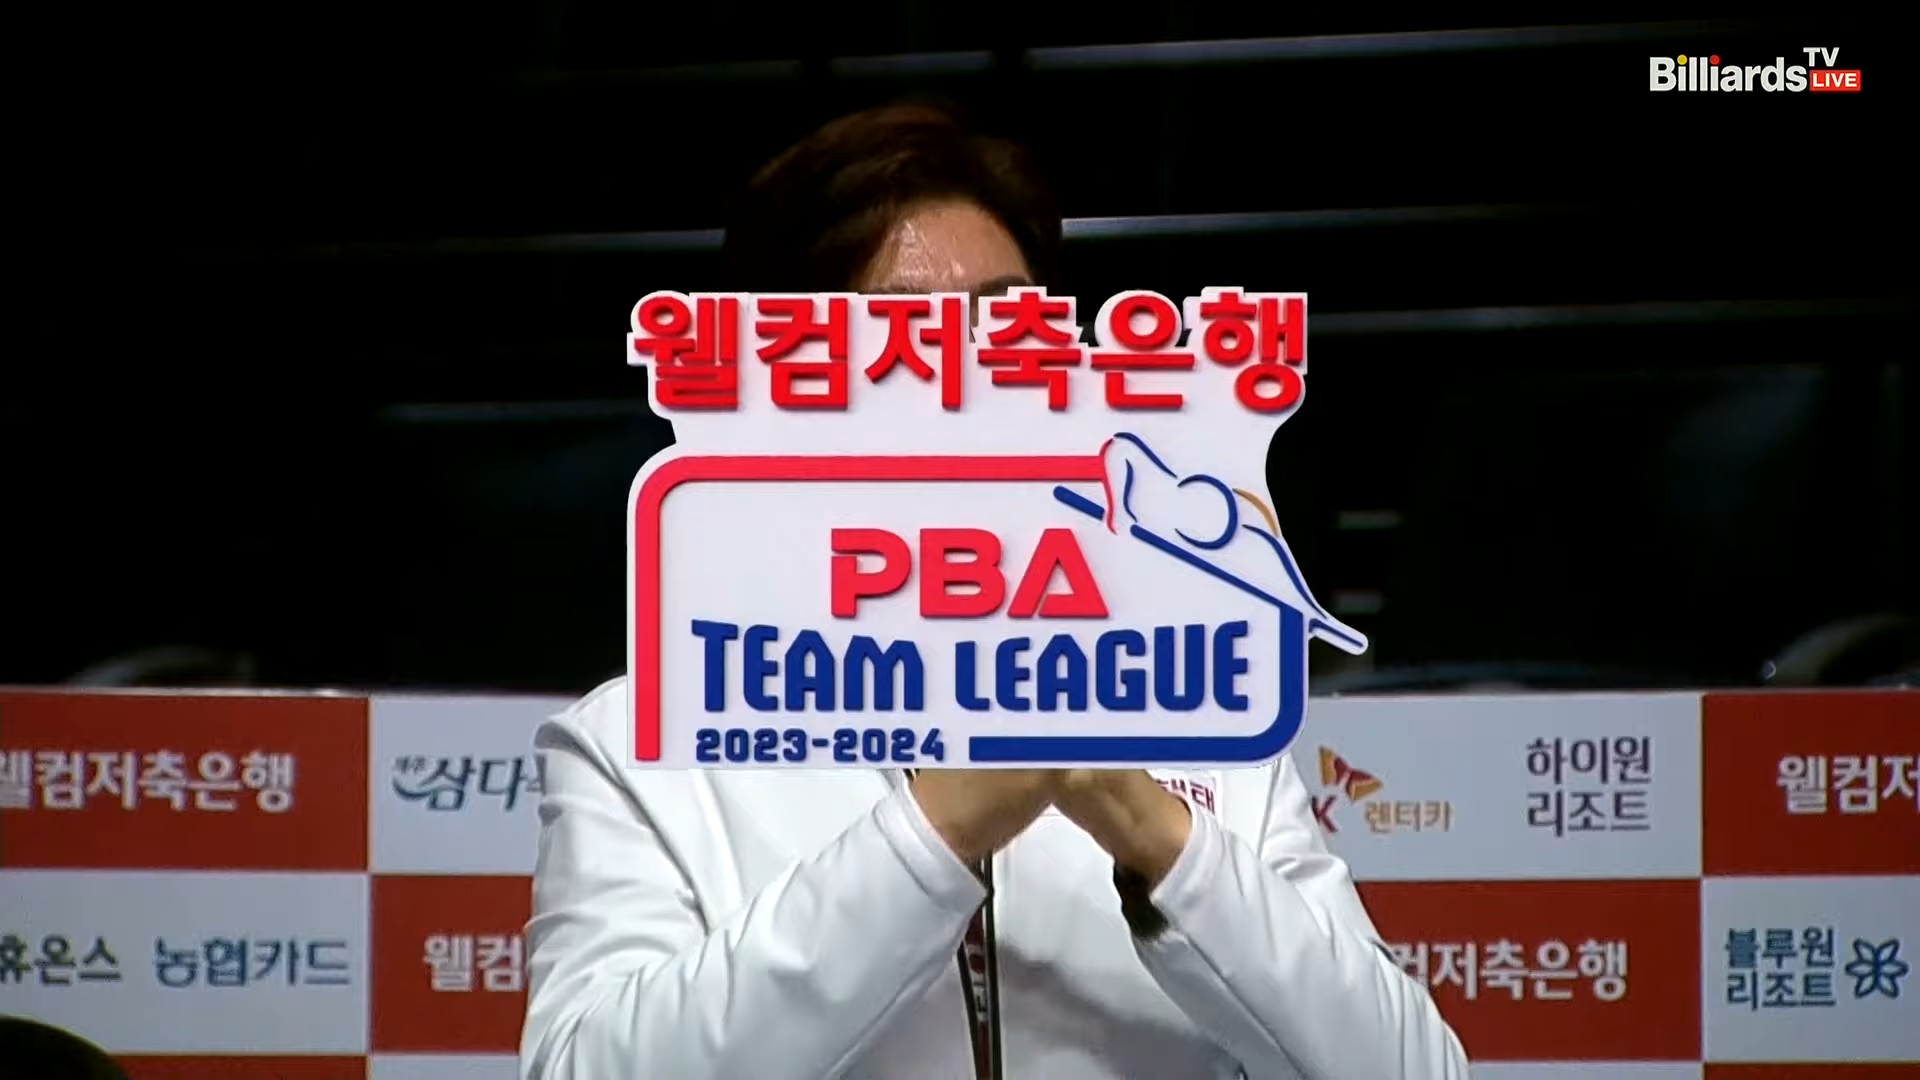 Billiards TV
LIVE
웰컴저축은행
PBA
TEAM LEAGUE
2023-2024
웰컴저축은행
제주 삼다
SK 렌터카
하이원
리조트
웰컴저
휴온스
농협카드
웰컴
컴저축은행
블루원
리조트